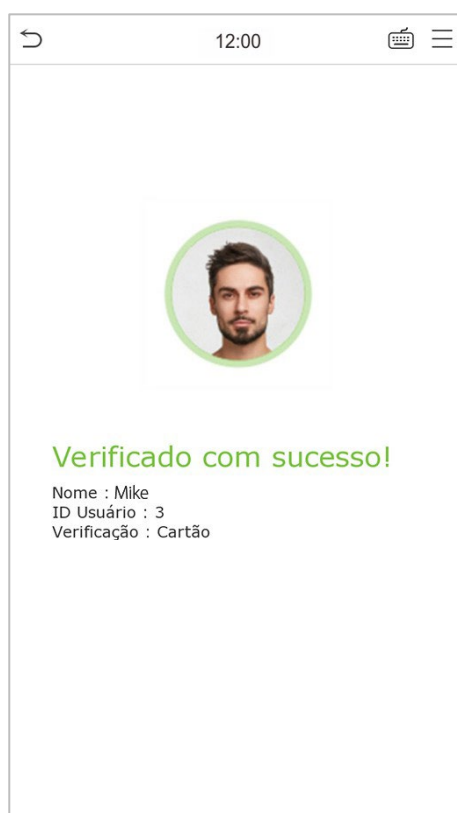 12:00
Verificado com sucesso!
Nome : Mike
ID Usuário : 3
Verificação : Cartão